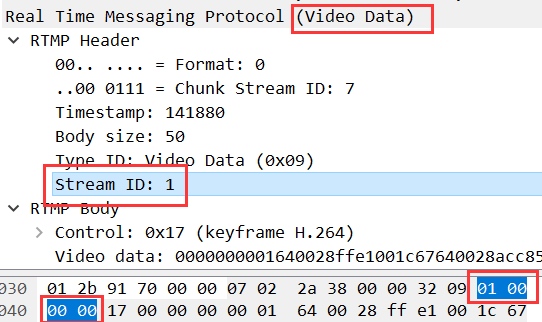 Real Time Messaging Protocol (Video Data)
RTMP Header
00.. .... = Format: 0
..00 0111 = Chunk Stream ID: 7
Timestamp: 141880
Body size: 50
Type ID: Video Data (0x09)
Stream ID: 1
RTMP Body
Control: 0x17 (keyframe H.264)
Video data: 0000000001640028ffe1001c67640028acc85
030 01 2b 91 70 00 00 07 02 2a 38 00 00 32 09 01 00
040 00 00 17 00 00 00 00 01 64 00 28 ff e1 00 1c 67